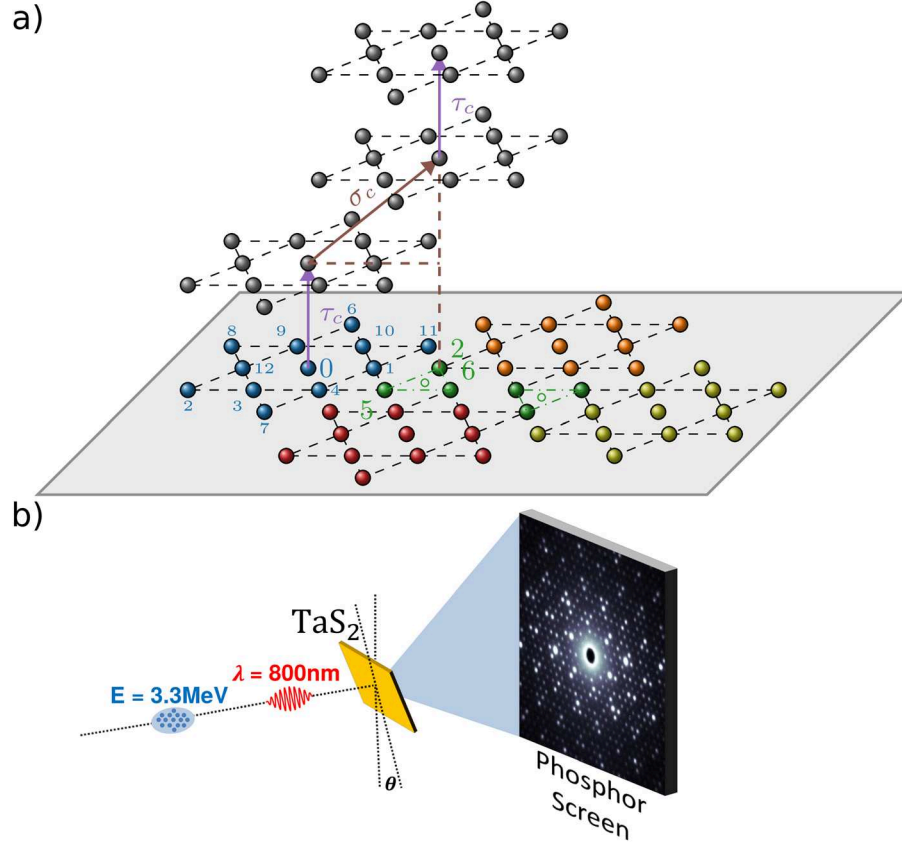 a)
τc
σc
τc
6
8
9
10
11
2
12
0
1
6
2
3
4
5
7
b)
TaS₂
λ = 800nm
E = 3.3MeV
θ
Phosphor
Screen